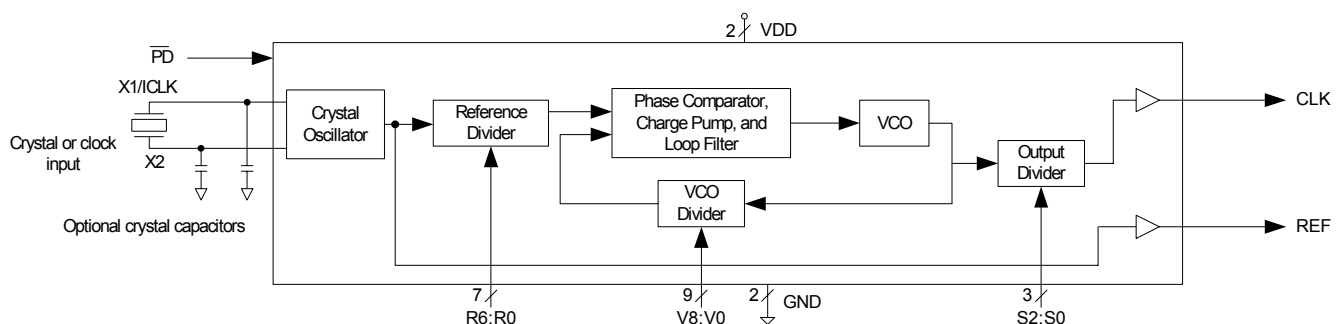 2 VDD
PD
X1/ICLK
Crystal or clock
input
X2
Optional crystal capacitors
Crystal
Oscillator
Reference
Divider
Phase Comparator,
Charge Pump, and
Loop Filter
VCO
VCO
Divider
Output
Divider
CLK
REF
7
R6:R0
9
V8:V0
2
GND
3
S2:S0